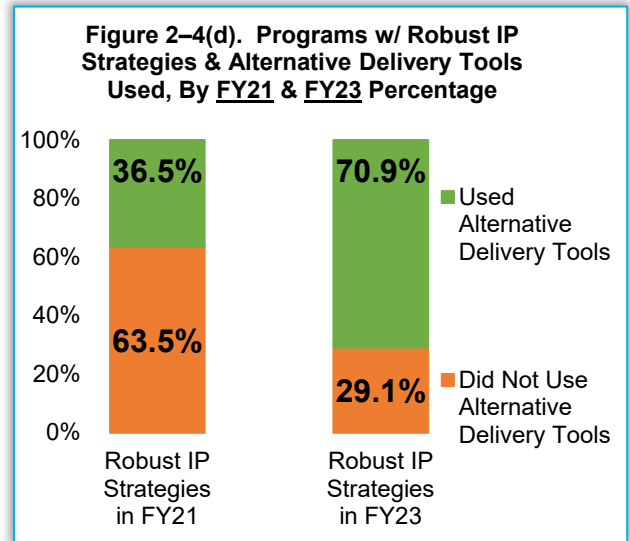 Figure 2–4(d). Programs w/ Robust IP
Strategies & Alternative Delivery Tools
Used, By FY21 & FY23 Percentage
100%
80%
60%
40%
20%
0%
36.5%
63.5%
70.9%
29.1%
Used
Alternative
Delivery Tools
Did Not Use
Alternative
Delivery Tools
Robust IP
Strategies
in FY21
Robust IP
Strategies
in FY23